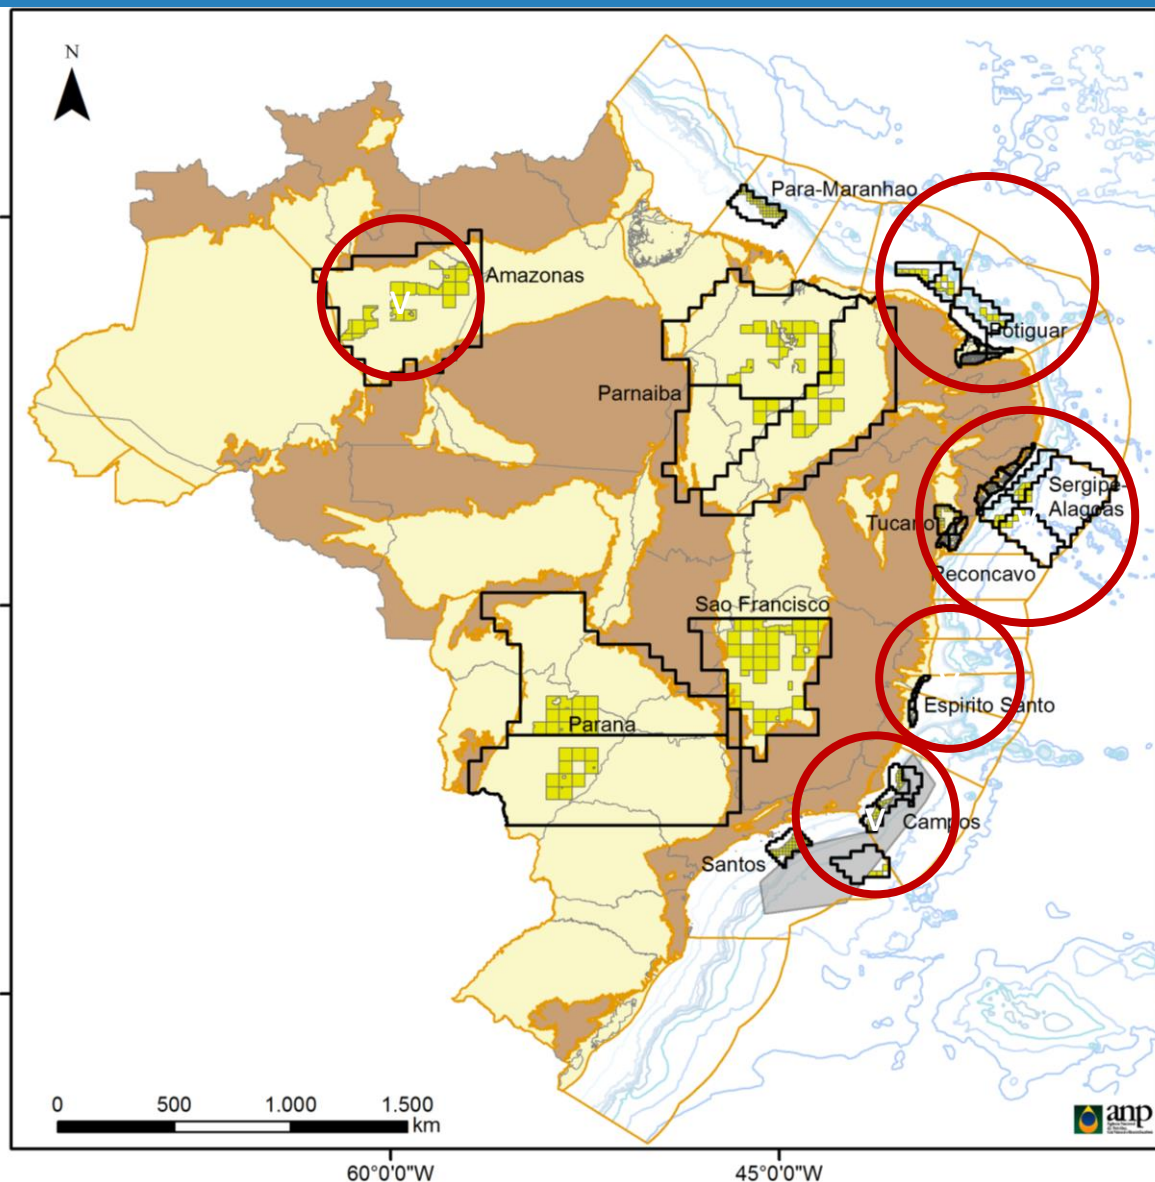 N
Para-Maranhao
Amazonas
Potiguar
Parnaiba
Sergipe-
Alagoas
Tucano
Reconcavo
Sao Francisco
Espirito Santo
Parana
Campos
Santos
V
V
0 500 1.000 1.500
km
anp
60°0'0"W 45°0'0"W